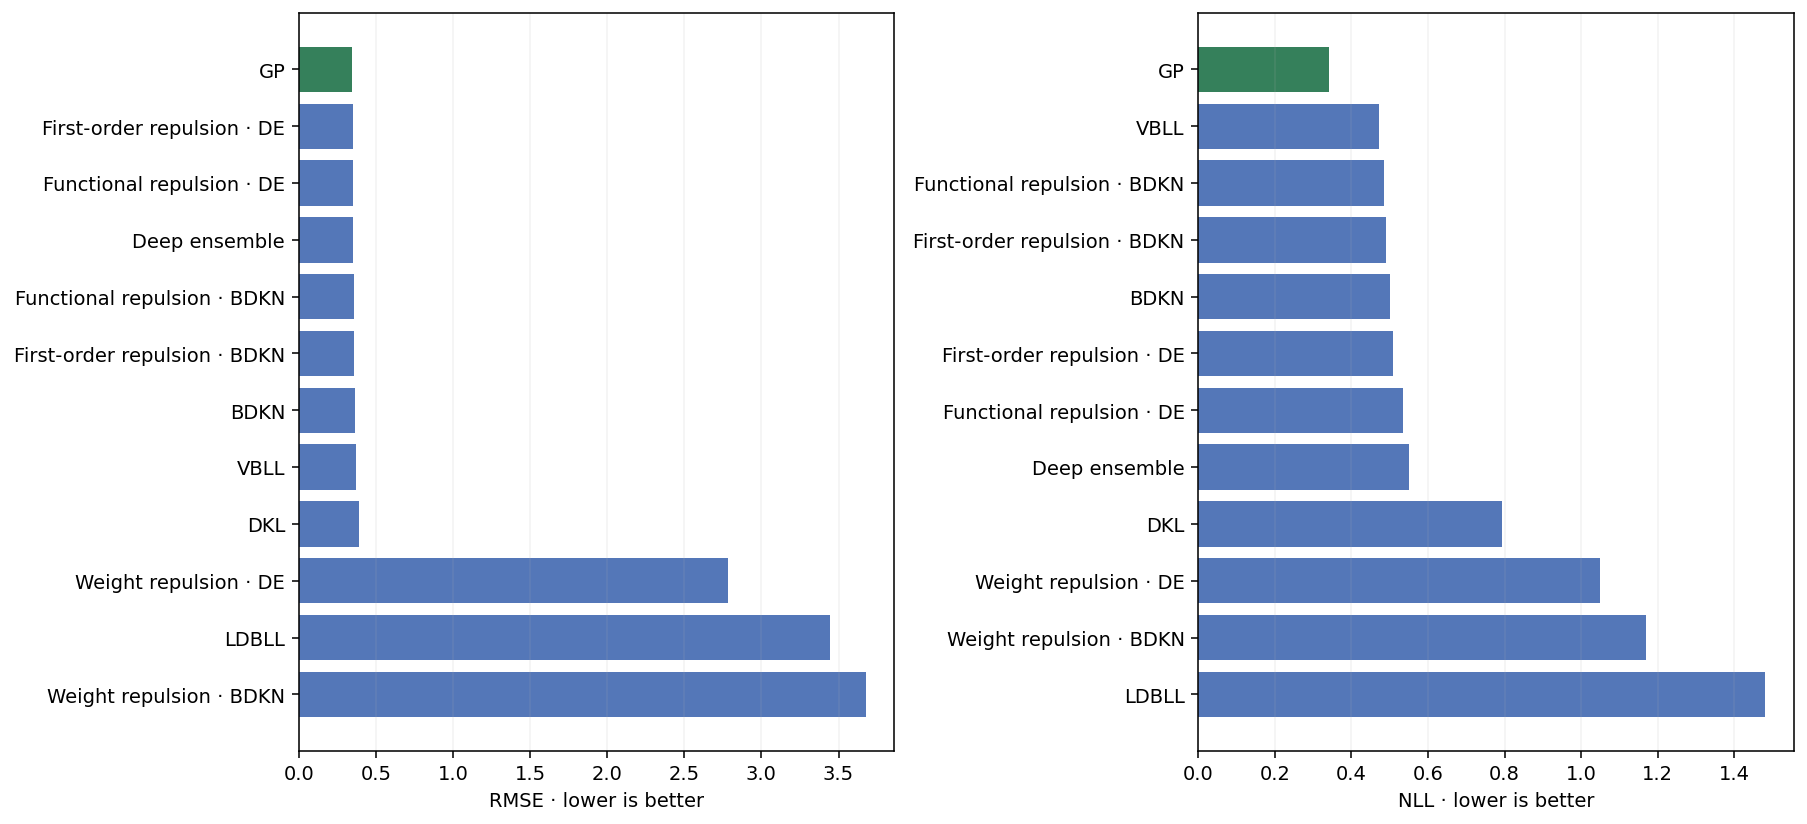 GP
First-order repulsion · DE
Functional repulsion · DE
Deep ensemble
Functional repulsion · BDKN
First-order repulsion · BDKN
BDKN
VBLL
DKL
Weight repulsion · DE
LDBLL
Weight repulsion · BDKN
0.0 0.5 1.0 1.5 2.0 2.5 3.0 3.5
RMSE · lower is better
GP
VBLL
Functional repulsion · BDKN
First-order repulsion · BDKN
BDKN
First-order repulsion · DE
Functional repulsion · DE
Deep ensemble
DKL
Weight repulsion · DE
Weight repulsion · BDKN
LDBLL
0.0 0.2 0.4 0.6 0.8 1.0 1.2 1.4
NLL · lower is better